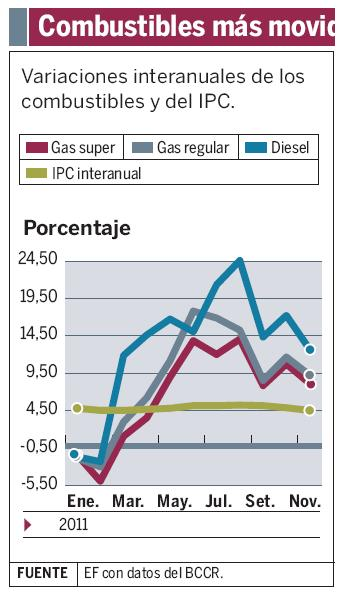 Combustibles más movid
Variaciones interanuales de los
combustibles y del IPC.
Gas super
Gas regular
Diesel
IPC interanual
Porcentaje
24,50
19,50
14,50
9,50
4,50
-0,50
-5,50
Ene. Mar. May. Jul. Set. Nov.
2011
FUENTE EF con datos del BCCR.